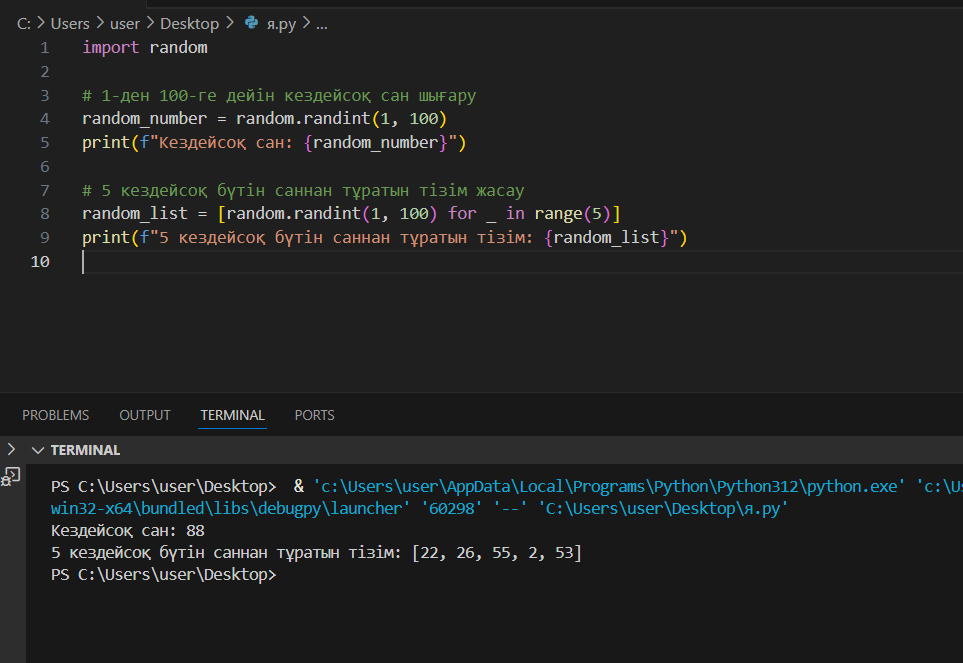 C: > Users > user > Desktop > я.py > ...
1 import random
2
3 # 1-ден 100-ге дейін кездейсоқ сан шығару
4 random_number = random.randint(1, 100)
5 print(f"Кездейсоқ сан: {random_number}")
6
7 # 5 кездейсоқ бүтін саннан тұратын тізім жасау
8 random_list = [random.randint(1, 100) for _ in range(5)]
9 print(f"5 кездейсоқ бүтін саннан тұратын тізім: {random_list}")
10
PROBLEMS OUTPUT TERMINAL PORTS
TERMINAL
PS C:\Users\user\Desktop> & 'c:\Users\user\AppData\Local\Programs\Python\Python312\python.exe' 'c:\Us
win32-x64\bundled\libs\debugpy\launcher' '60298' '--' 'C:\Users\user\Desktop\я.py'
Кездейсоқ сан: 88
5 кездейсоқ бүтін саннан тұратын тізім: [22, 26, 55, 2, 53]
PS C:\Users\user\Desktop>